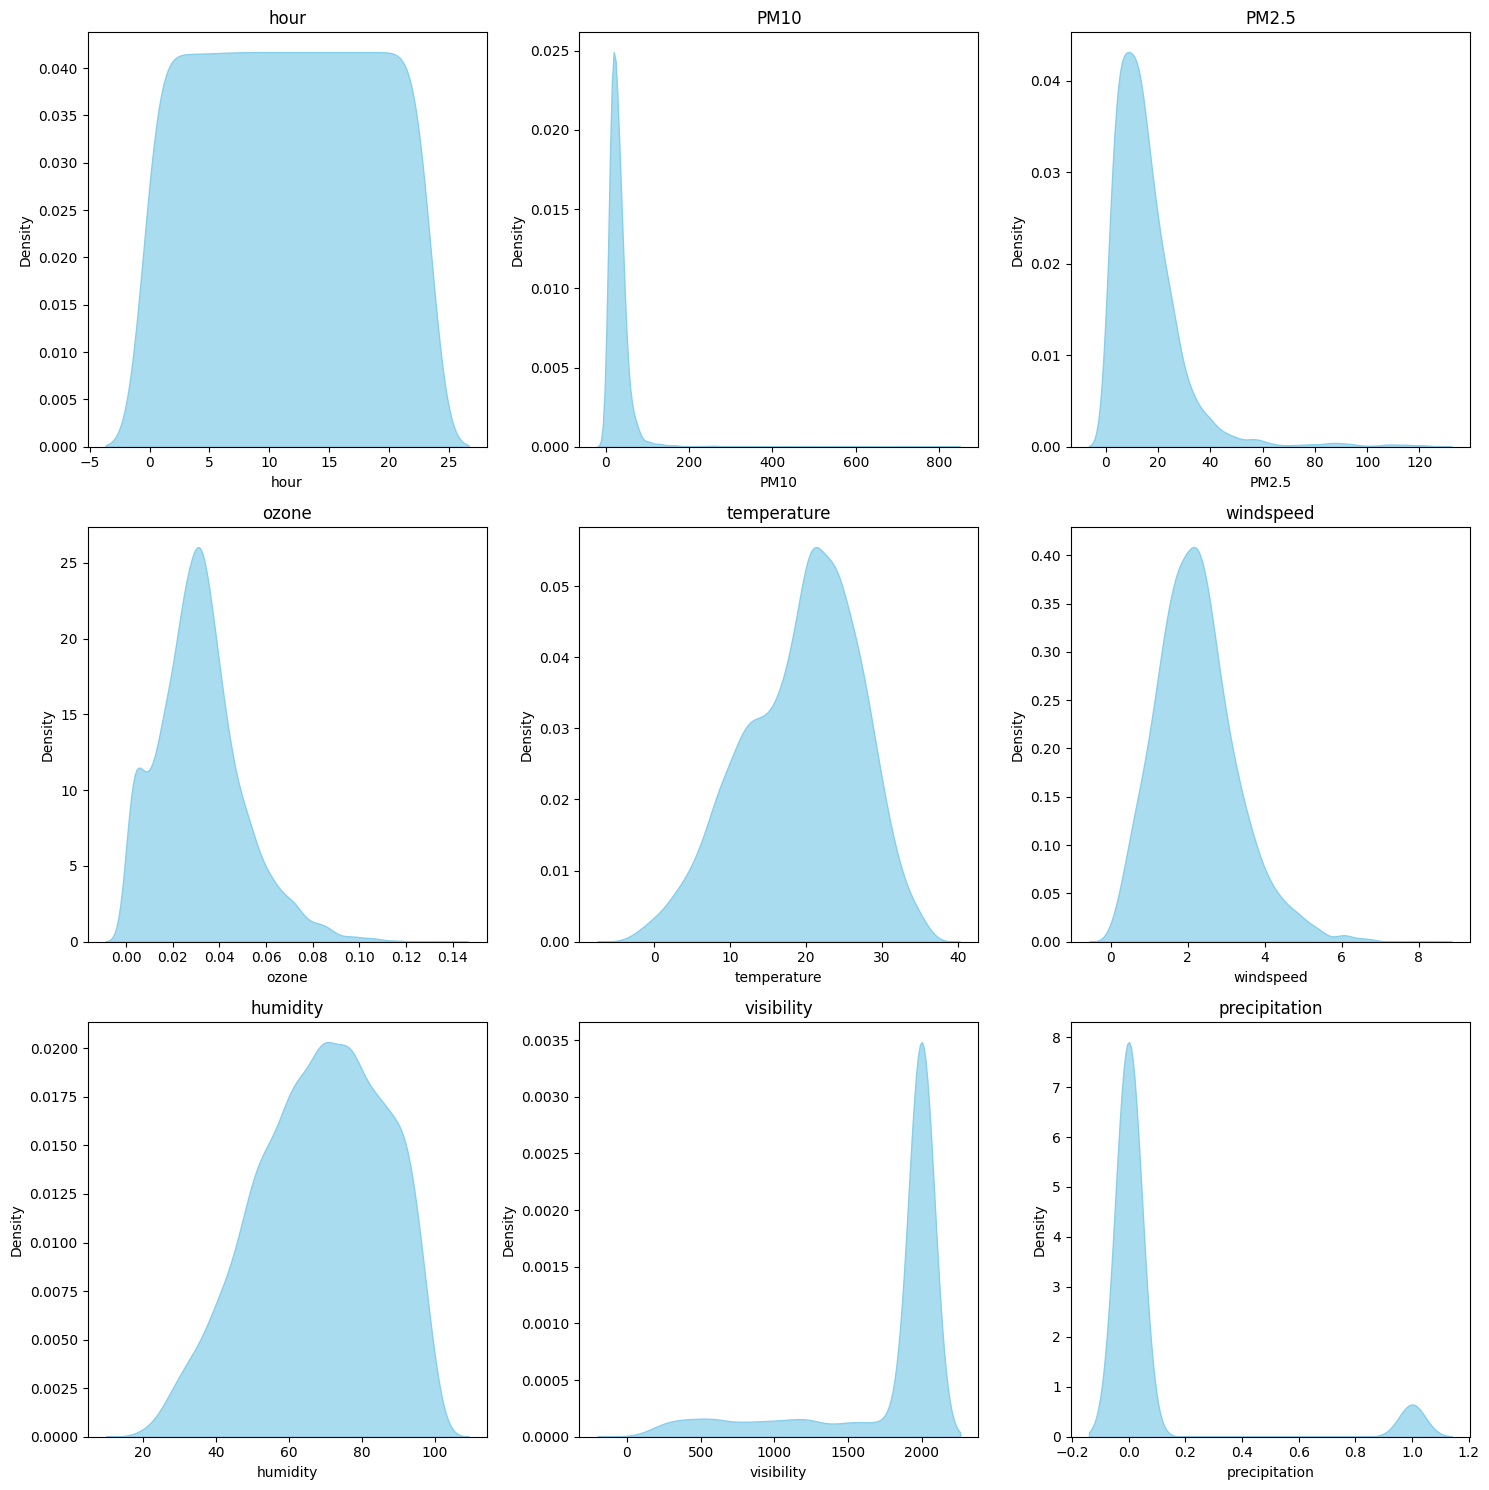 hour
PM10
PM2.5
0.040
0.035
0.030
0.025
0.020
0.015
0.010
0.005
0.000
Density
−5 0 5 10 15 20 25
hour
0.025
0.020
0.015
0.010
0.005
0.000
Density
0 200 400 600 800
PM10
0.04
0.03
0.02
0.01
0.00
Density
0 20 40 60 80 100 120
PM2.5
ozone
temperature
windspeed
25
20
15
10
5
0
Density
0.00 0.02 0.04 0.06 0.08 0.10 0.12 0.14
ozone
0.05
0.04
0.03
0.02
0.01
0.00
Density
0 10 20 30 40
temperature
0.40
0.35
0.30
0.25
0.20
0.15
0.10
0.05
0.00
Density
0 2 4 6 8
windspeed
humidity
visibility
precipitation
0.0200
0.0175
0.0150
0.0125
0.0100
0.0075
0.0050
0.0025
0.0000
Density
20 40 60 80 100
humidity
0.0035
0.0030
0.0025
0.0020
0.0015
0.0010
0.0005
0.0000
Density
0 500 1000 1500 2000
visibility
8
7
6
5
4
3
2
1
0
Density
−0.2 0.0 0.2 0.4 0.6 0.8 1.0 1.2
precipitation